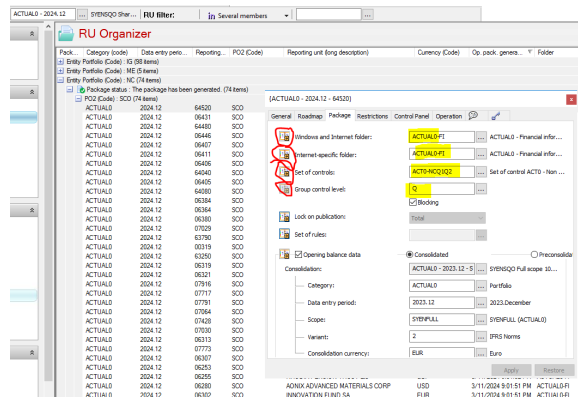 ACTUAL0 - 2024.12 ... SYENSQO Shar... RU filter: in Several members ...
RU Organizer
Pack... Category (code) Data entry perio... Reporting... PO2 (Code) Reporting unit (long description) Currency (Code) Op. pack. genera... Folder
Entity Portfolio (Code) : IG (98 items)
Entity Portfolio (Code) : ME (5 items)
Entity Portfolio (Code) : NC (74 items)
Package status : The package has been generated. (74 items)
PO2 (Code) : SCO (74 items)
ACTUAL0 2024.12 64520 SCO
ACTUAL0 2024.12 06431 SCO
ACTUAL0 2024.12 64480 SCO
ACTUAL0 2024.12 06446 SCO
ACTUAL0 2024.12 06407 SCO
ACTUAL0 2024.12 06411 SCO
ACTUAL0 2024.12 06406 SCO
ACTUAL0 2024.12 64040 SCO
ACTUAL0 2024.12 06405 SCO
ACTUAL0 2024.12 64080 SCO
ACTUAL0 2024.12 06384 SCO
ACTUAL0 2024.12 06364 SCO
ACTUAL0 2024.12 06380 SCO
ACTUAL0 2024.12 07029 SCO
ACTUAL0 2024.12 63790 SCO
ACTUAL0 2024.12 00319 SCO
ACTUAL0 2024.12 63250 SCO
ACTUAL0 2024.12 06319 SCO
ACTUAL0 2024.12 06321 SCO
ACTUAL0 2024.12 07916 SCO
ACTUAL0 2024.12 07717 SCO
ACTUAL0 2024.12 07791 SCO
ACTUAL0 2024.12 07064 SCO
ACTUAL0 2024.12 07428 SCO
ACTUAL0 2024.12 07030 SCO
ACTUAL0 2024.12 06313 SCO
ACTUAL0 2024.12 07773 SCO
ACTUAL0 2024.12 06307 SCO
ACTUAL0 2024.12 06253 SCO
ACTUAL0 2024.12 06255 SCO
ACTUAL0 2024.12 06280 SCO AONIX ADVANCED MATERIALS CORP USD 3/11/2024 9:01:51 PM ACTUAL0-FI
ACTUAL0 2024.12 06302 SCO INNOVATION FUND SA EUR 3/11/2024 9:01:51 PM ACTUAL0-FI
{ACTUAL0 - 2024.12 - 64520} x
General Roadmap Package Restrictions Control Panel Operation
Windows and Internet folder: ACTUAL0-FI ... ACTUAL0 - Financial infor...
Internet-specific folder: ACTUAL0-FI ... ACTUAL0 - Financial infor...
Set of controls: ACT0-NCQ1Q2 ... Set of control ACT0 - Non ...
Group control level: Q ...
Blocking
Lock on publication: Total
Set of rules: ...
Opening balance data Consolidated Preconsolida
Consolidation: ACTUAL0 - 2023.12 - S ... SYENSQO Full scope 10...
Category: ACTUAL0 ... Portfolio
Data entry period: 2023.12 ... 2023.December
Scope: SYENFULL ... SYENFULL (ACTUAL0)
Variant: 2 ... IFRS Norms
Consolidation currency: EUR ... Euro
Apply Restore